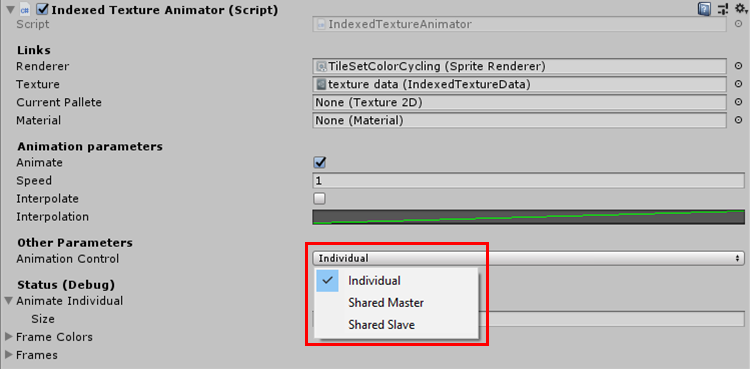 Indexed Texture Animator (Script)
Script IndexedTextureAnimator
Links
Renderer TileSetColorCycling (Sprite Renderer)
Texture texture data (IndexedTextureData)
Current Pallete None (Texture 2D)
Material None (Material)
Animation parameters
Animate
Speed 1
Interpolate
Interpolation
Other Parameters
Animation Control Individual
Individual
Shared Master
Shared Slave
Status (Debug)
Animate Individual
Size
Frame Colors
Frames